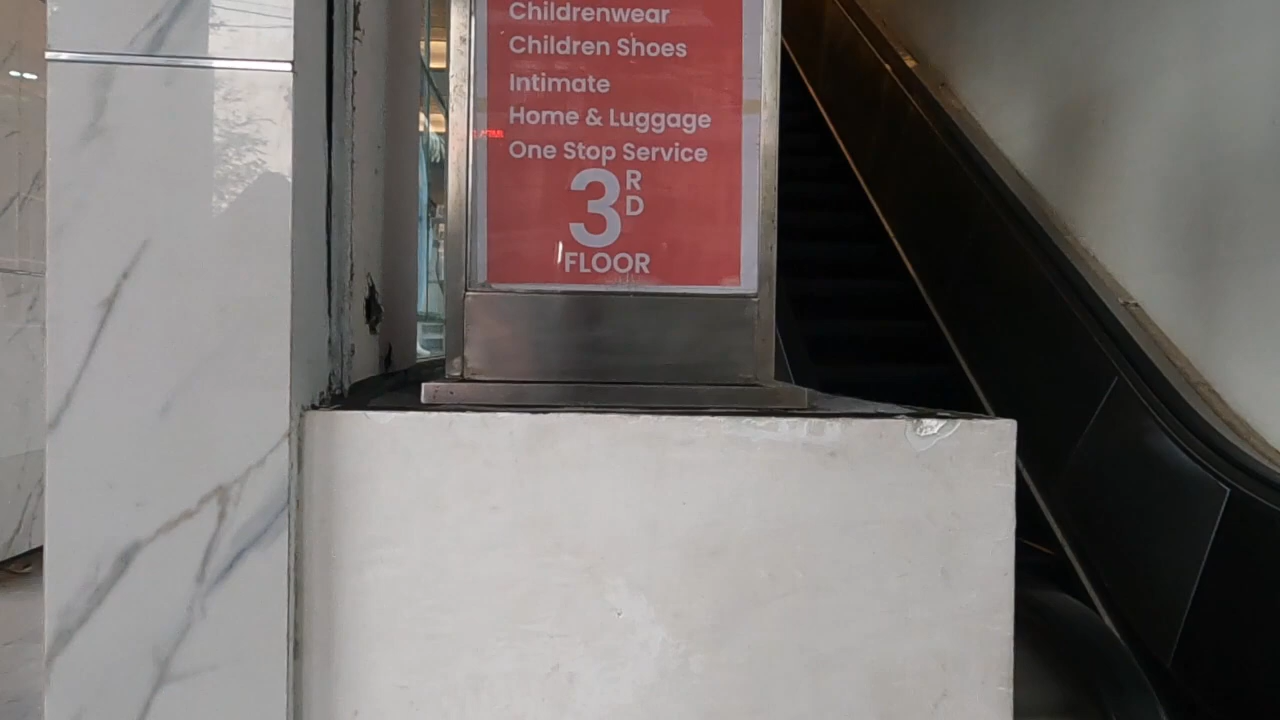 Childrenwear
Children Shoes
Intimate
Home & Luggage
One Stop Service
3RD
FLOOR